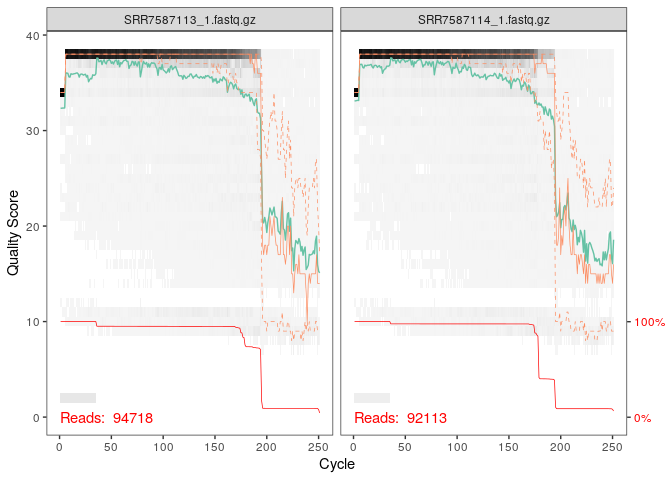 SRR7587113_1.fastq.gz SRR7587114_1.fastq.gz
40
30
20
10
0
Quality Score
100%
0%
Reads: 94718 Reads: 92113
0 50 100 150 200 250 0 50 100 150 200 250
Cycle